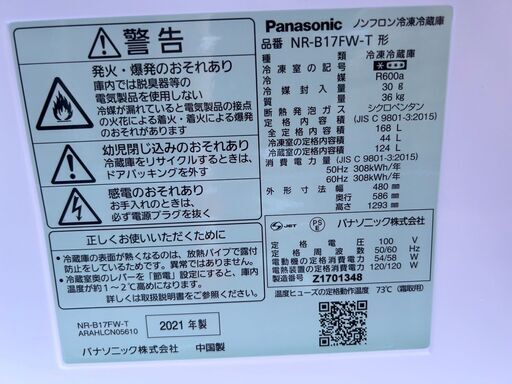 警告
発火・爆発のおそれあり
庫内では脱臭器等の
電気製品を使用しない
冷媒が漏れていると電気製品の接点
の火花による着火・着火による爆発
のおそれあり
幼児閉じ込みのおそれあり
冷蔵庫をリサイクルするときは、
ドアパッキングを外す
感電のおそれあり
お手入れのときは、
必ず電源プラグを抜く
正しくお使いいただくために
冷蔵庫の表面が熱くなるのは、放熱パイプで露付
防止をしているためです。異常ではありません。
冷蔵室奥のレバーを「節電」設定にすると、庫内
温度が約1~2℃高めになります。
詳しくは取扱説明書をご覧ください。
NR-B17FW-T
ARAHLCN05610
2021年製
パナソニック株式会社 中国製
Panasonic ノンフロン冷凍冷蔵庫
品番 NR-B17FW-T 形
種類 冷凍冷蔵庫
冷凍室の記号
冷媒 R600a
冷媒封入量 30 g
質量 36 kg
断熱発泡ガス シクロペンタン
定格内容積 (JIS C 9801-3:2015)
全定格内容積 168 L
冷凍室の定格内容積 44 L
冷蔵室の定格内容積 124 L
消費電力量 (JIS C 9801-3:2015)
50Hz 308kWh/年
60Hz 308kWh/年
外形寸法 幅 480 mm
奥行 586 mm
高さ 1293 mm
JET PS E パナソニック株式会社
定格電圧 100 V
定格周波数 50/60 Hz
電動機の定格消費電力 54/58 W
電熱装置の定格消費電力 120/120 W
製造番号 Z1701348
温度ヒューズの定格動作温度 73℃(霜取用)